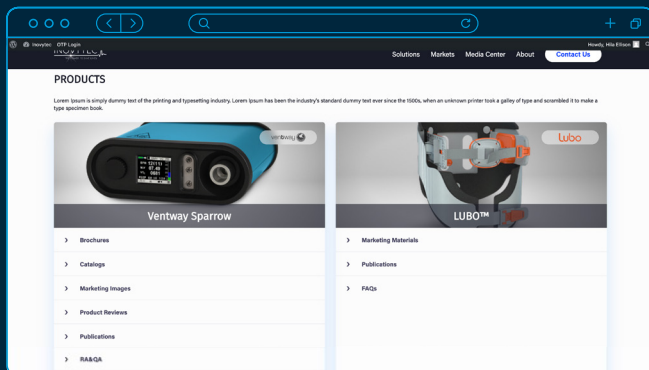 Inovytec OTF Login Howdy, Hila Ellison
INOVYTEC
Solutions Markets Media Center About Contact Us
PRODUCTS
Lorem Ipsum is simply dummy text of the printing and typesetting industry. Lorem Ipsum has been the industry's standard dummy text ever since the 1500s, when an unknown printer took a galley of type and scrambled it to make a
type specimen book.
ventway
Lubo
Ventway Sparrow
LUBO™
Brochures
Catalogs
Marketing Images
Product Reviews
Publications
RA&QA
Marketing Materials
Publications
FAQs